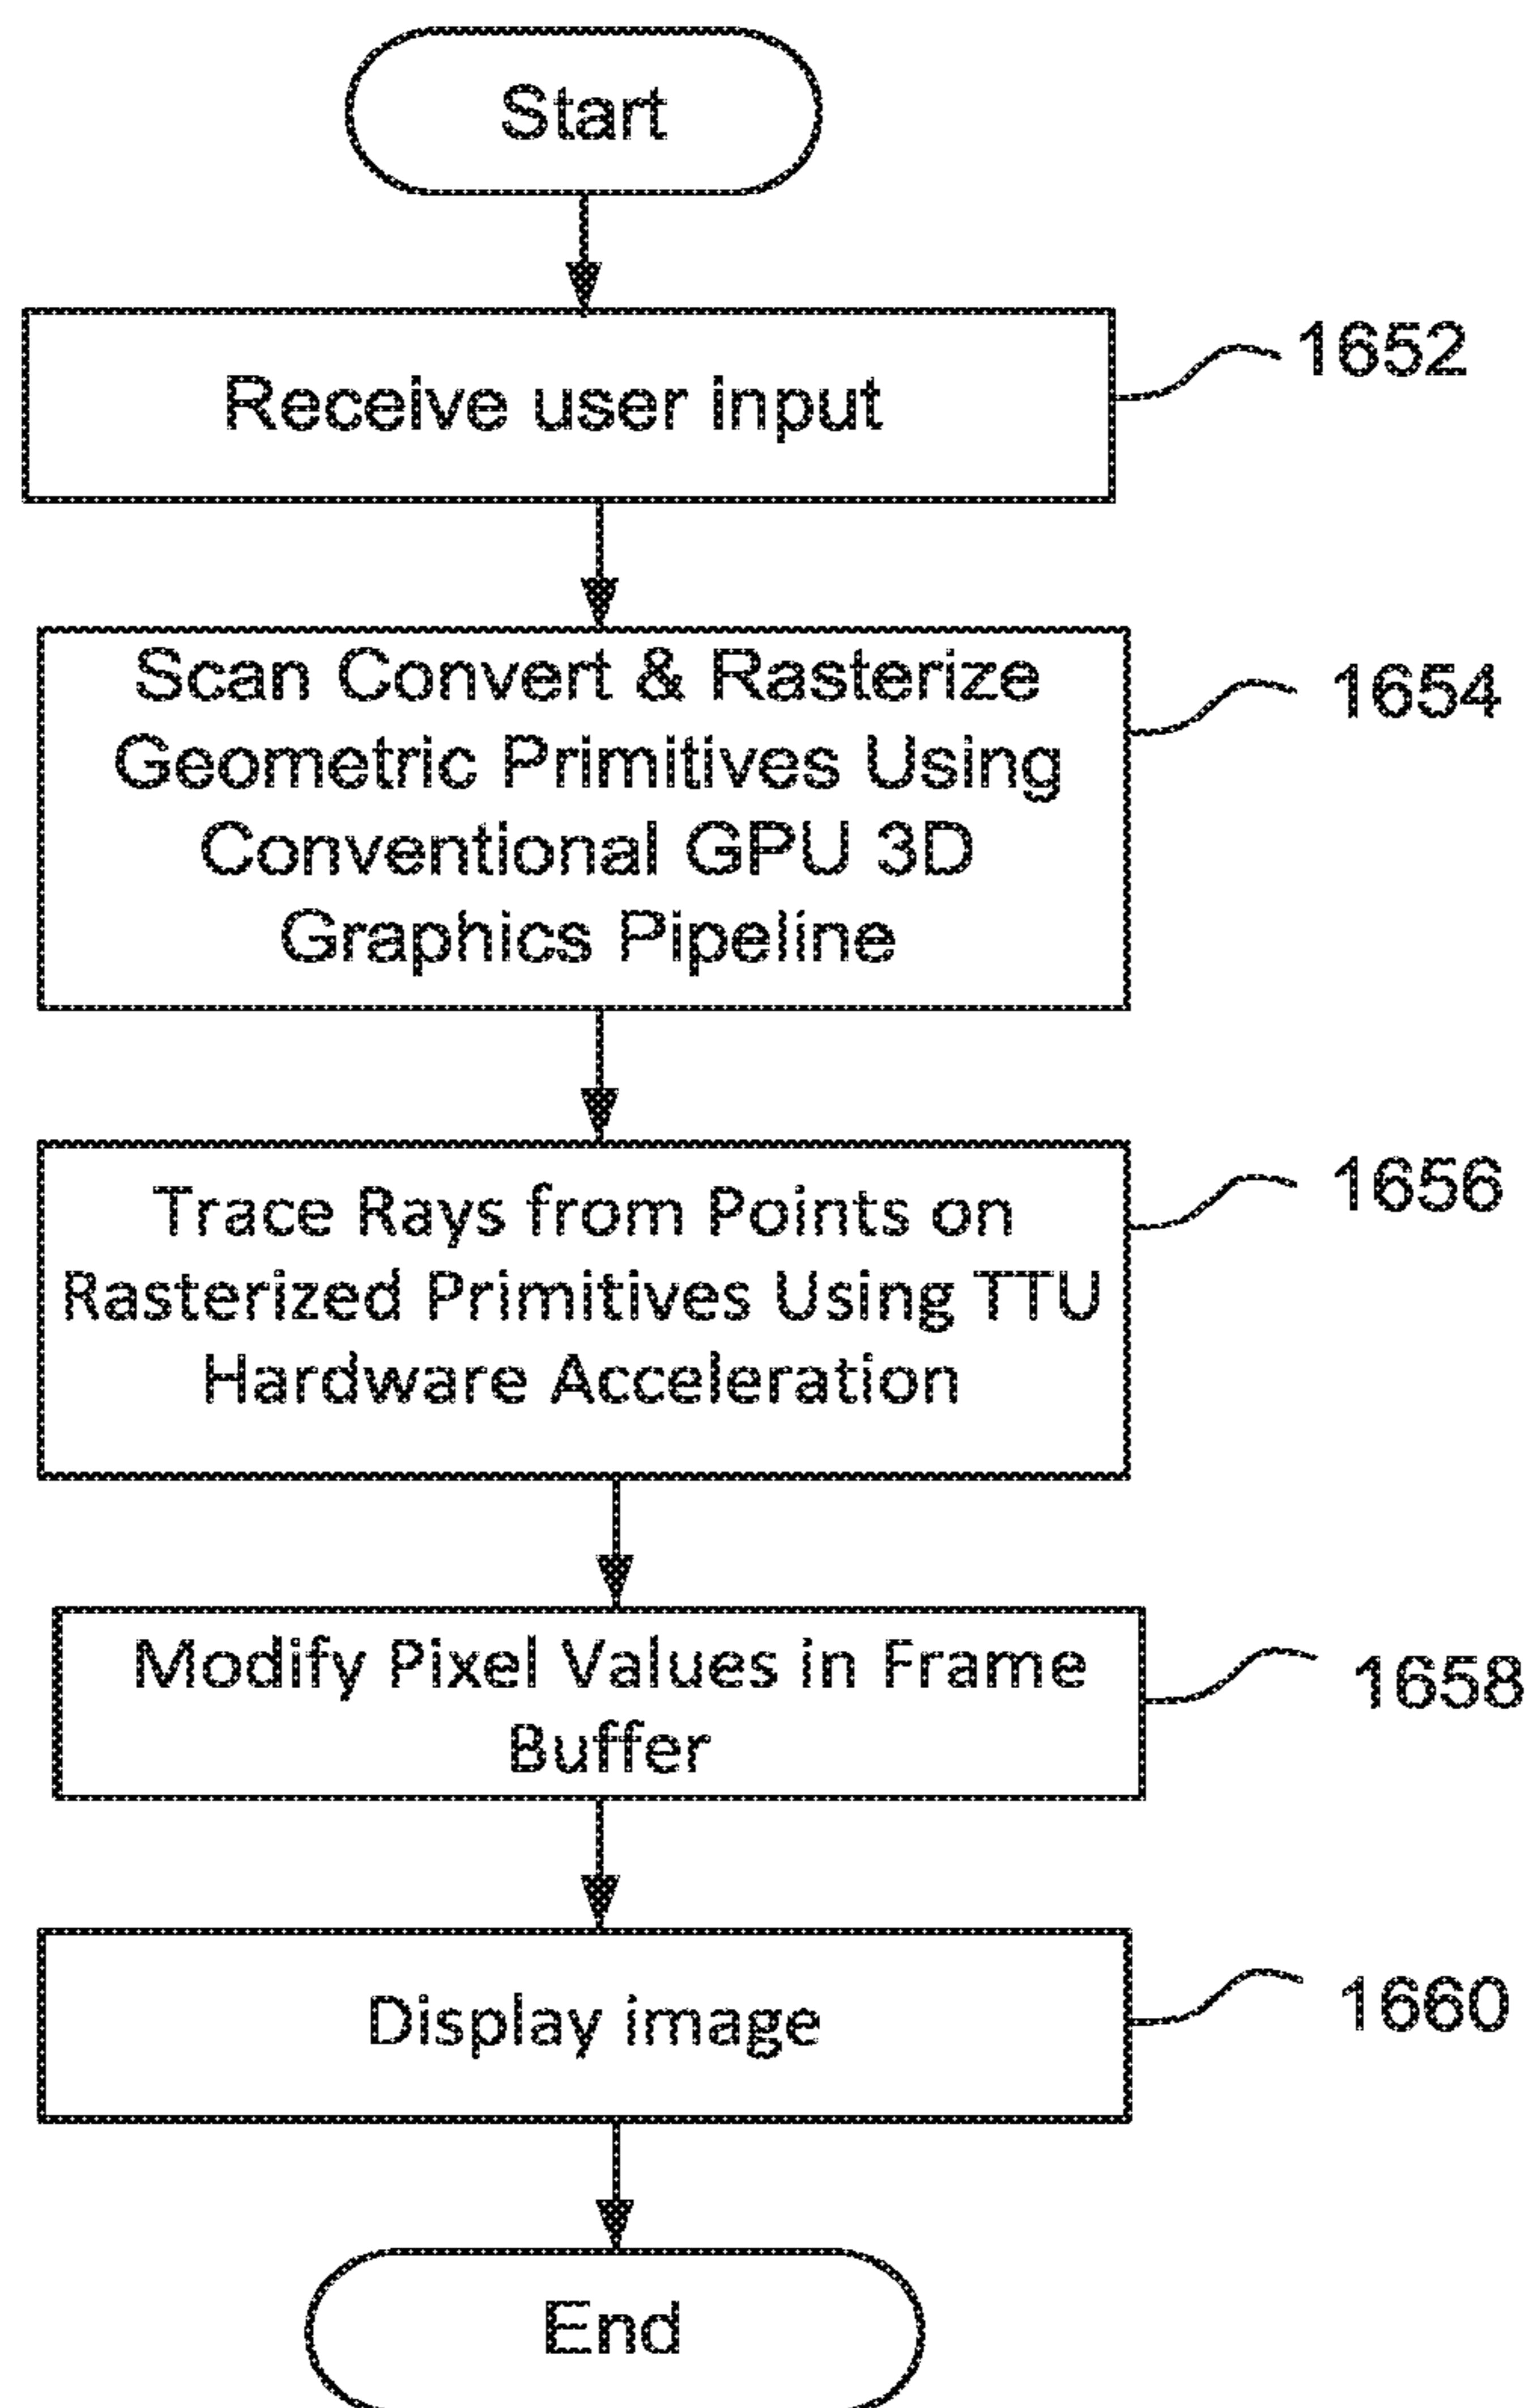 Start
Receive user input
1652
Scan Convert & Rasterize
Geometric Primitives Using
Conventional GPU 3D
Graphics Pipeline
1654
Trace Rays from Points on
Rasterized Primitives Using TTU
Hardware Acceleration
1656
Modify Pixel Values in Frame
Buffer
1658
Display image
1660
End